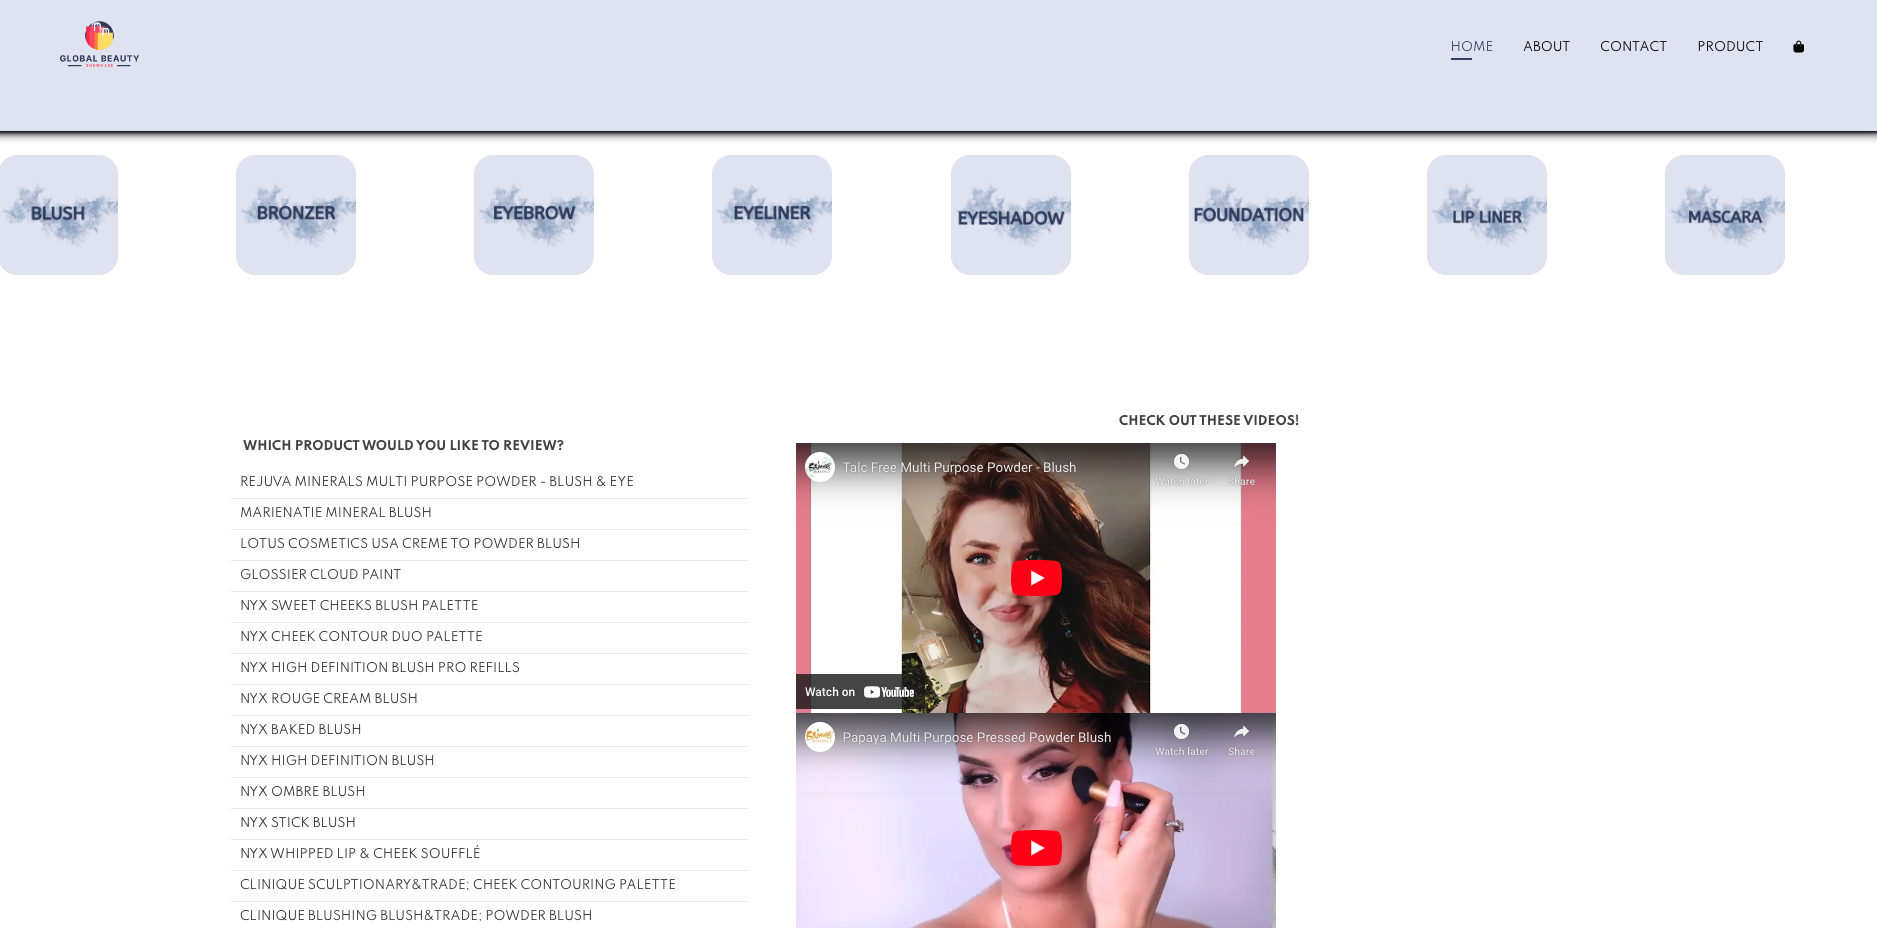 GLOBAL BEAUTY
SHOWCASE
HOME
ABOUT
CONTACT
PRODUCT
BLUSH
BRONZER
EYEBROW
EYELINER
EYESHADOW
FOUNDATION
LIP LINER
MASCARA
WHICH PRODUCT WOULD YOU LIKE TO REVIEW?
REJUVA MINERALS MULTI PURPOSE POWDER - BLUSH & EYE
MARIENATIE MINERAL BLUSH
LOTUS COSMETICS USA CREME TO POWDER BLUSH
GLOSSIER CLOUD PAINT
NYX SWEET CHEEKS BLUSH PALETTE
NYX CHEEK CONTOUR DUO PALETTE
NYX HIGH DEFINITION BLUSH PRO REFILLS
NYX ROUGE CREAM BLUSH
NYX BAKED BLUSH
NYX HIGH DEFINITION BLUSH
NYX OMBRE BLUSH
NYX STICK BLUSH
NYX WHIPPED LIP & CHEEK SOUFFLÉ
CLINIQUE SCULPTIONARY&TRADE; CHEEK CONTOURING PALETTE
CLINIQUE BLUSHING BLUSH&TRADE; POWDER BLUSH
CHECK OUT THESE VIDEOS!
Talc Free Multi Purpose Powder - Blush
Watch later
Share
Watch on YouTube
Papaya Multi Purpose Pressed Powder Blush
Watch later
Share